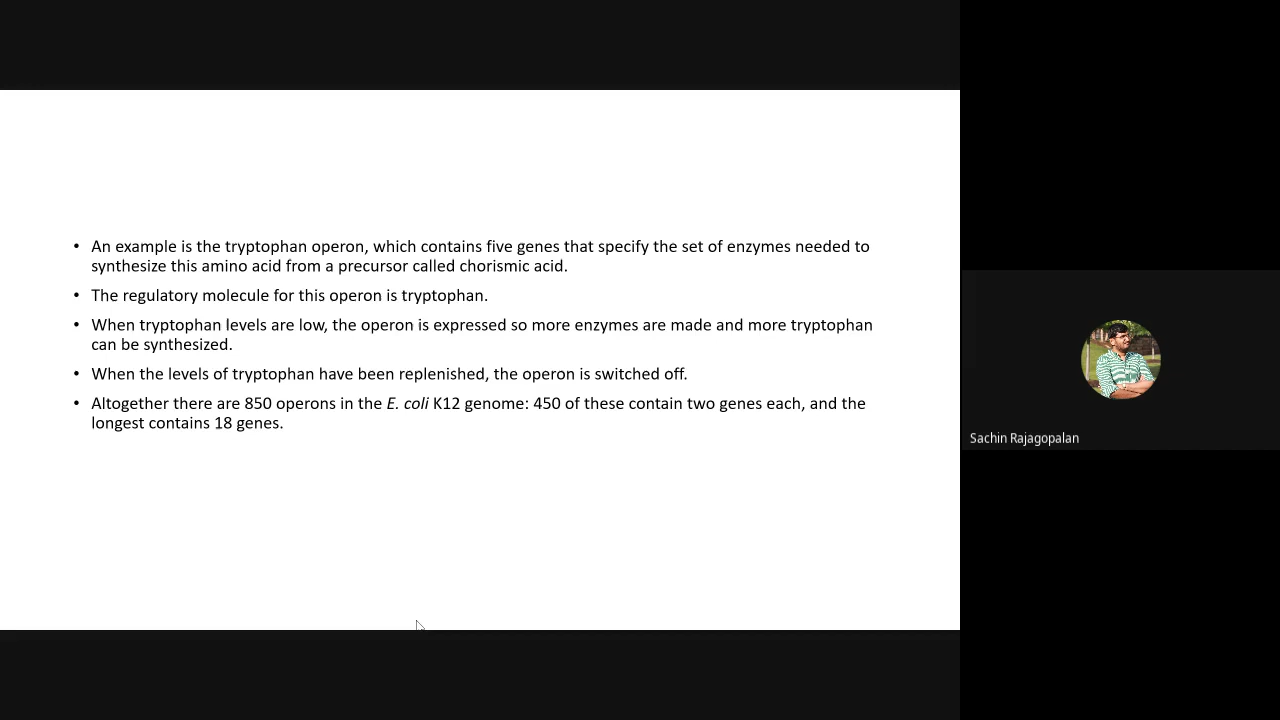 • An example is the tryptophan operon, which contains five genes that specify the set of enzymes needed to
synthesize this amino acid from a precursor called chorismic acid.
• The regulatory molecule for this operon is tryptophan.
• When tryptophan levels are low, the operon is expressed so more enzymes are made and more tryptophan
can be synthesized.
• When the levels of tryptophan have been replenished, the operon is switched off.
• Altogether there are 850 operons in the E. coli K12 genome: 450 of these contain two genes each, and the
longest contains 18 genes.
Sachin Rajagopalan